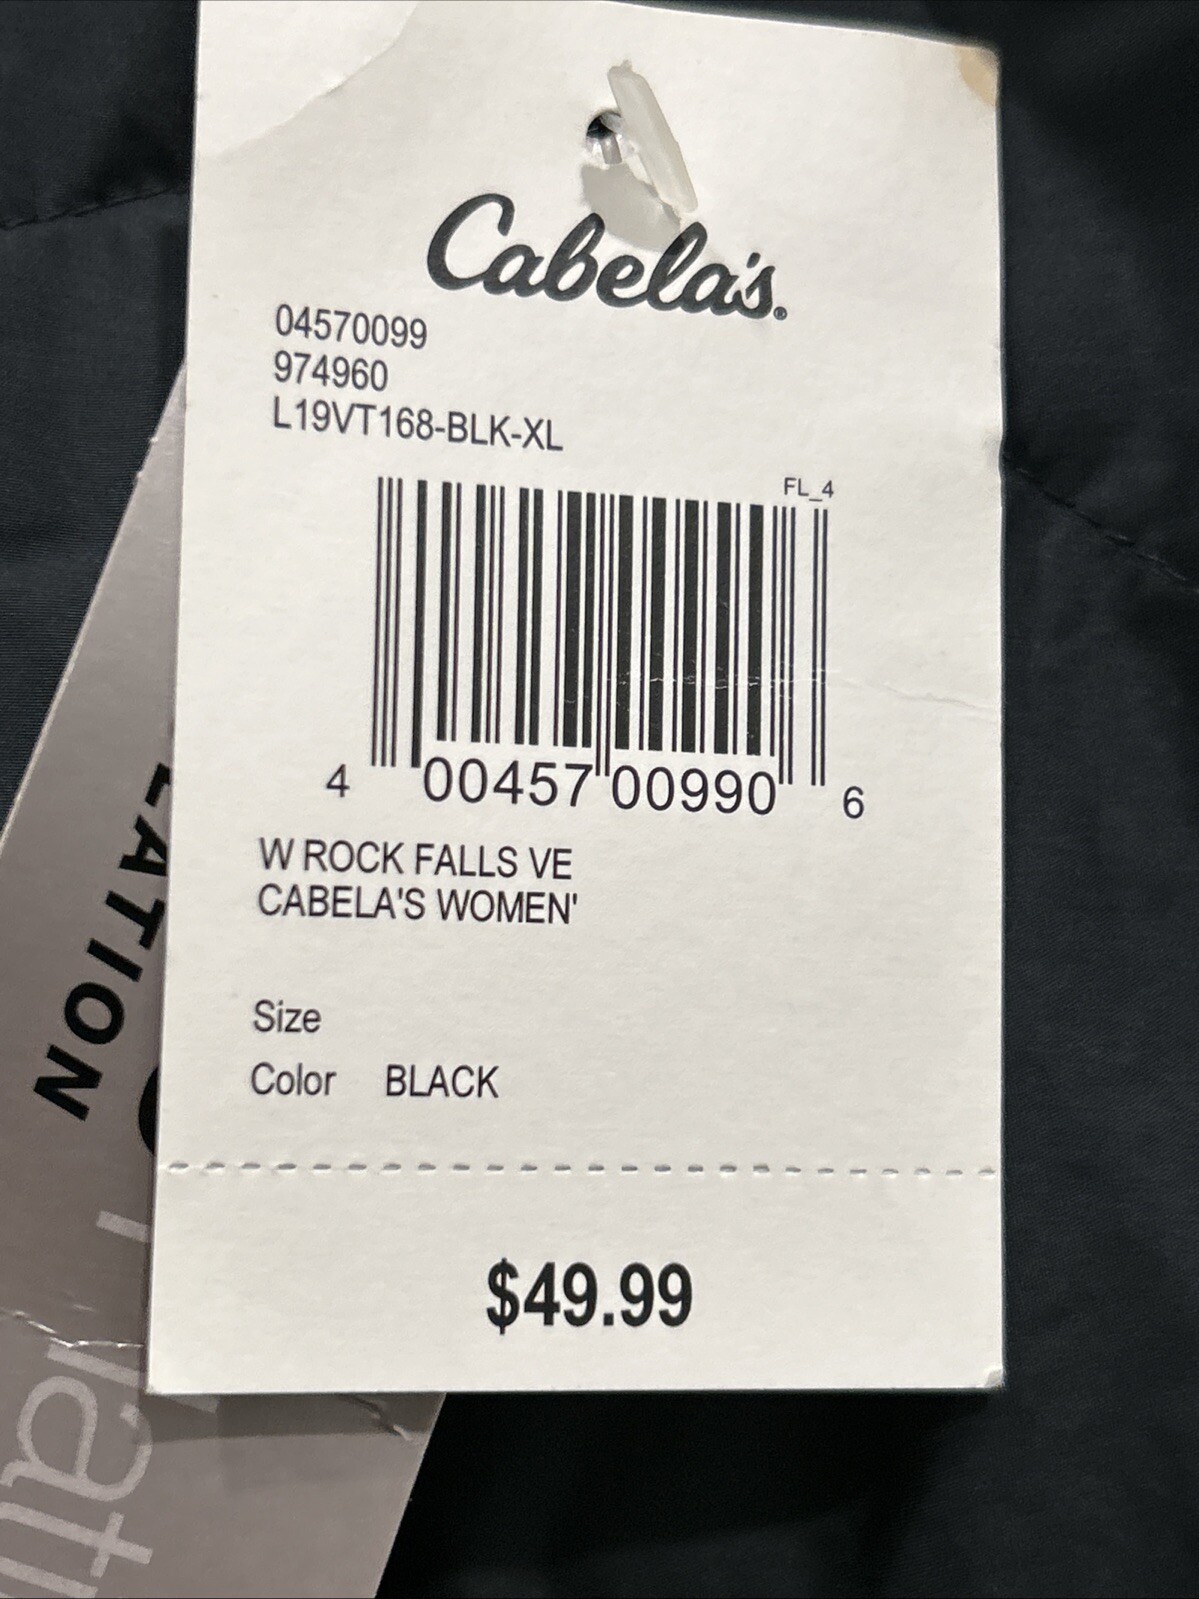 Cabela's®
04570099
974960
L19VT168-BLK-XL
FL_4
4 00457 00990 6
W ROCK FALLS VE
CABELA'S WOMEN'
Size
Color BLACK
$49.99
LATION